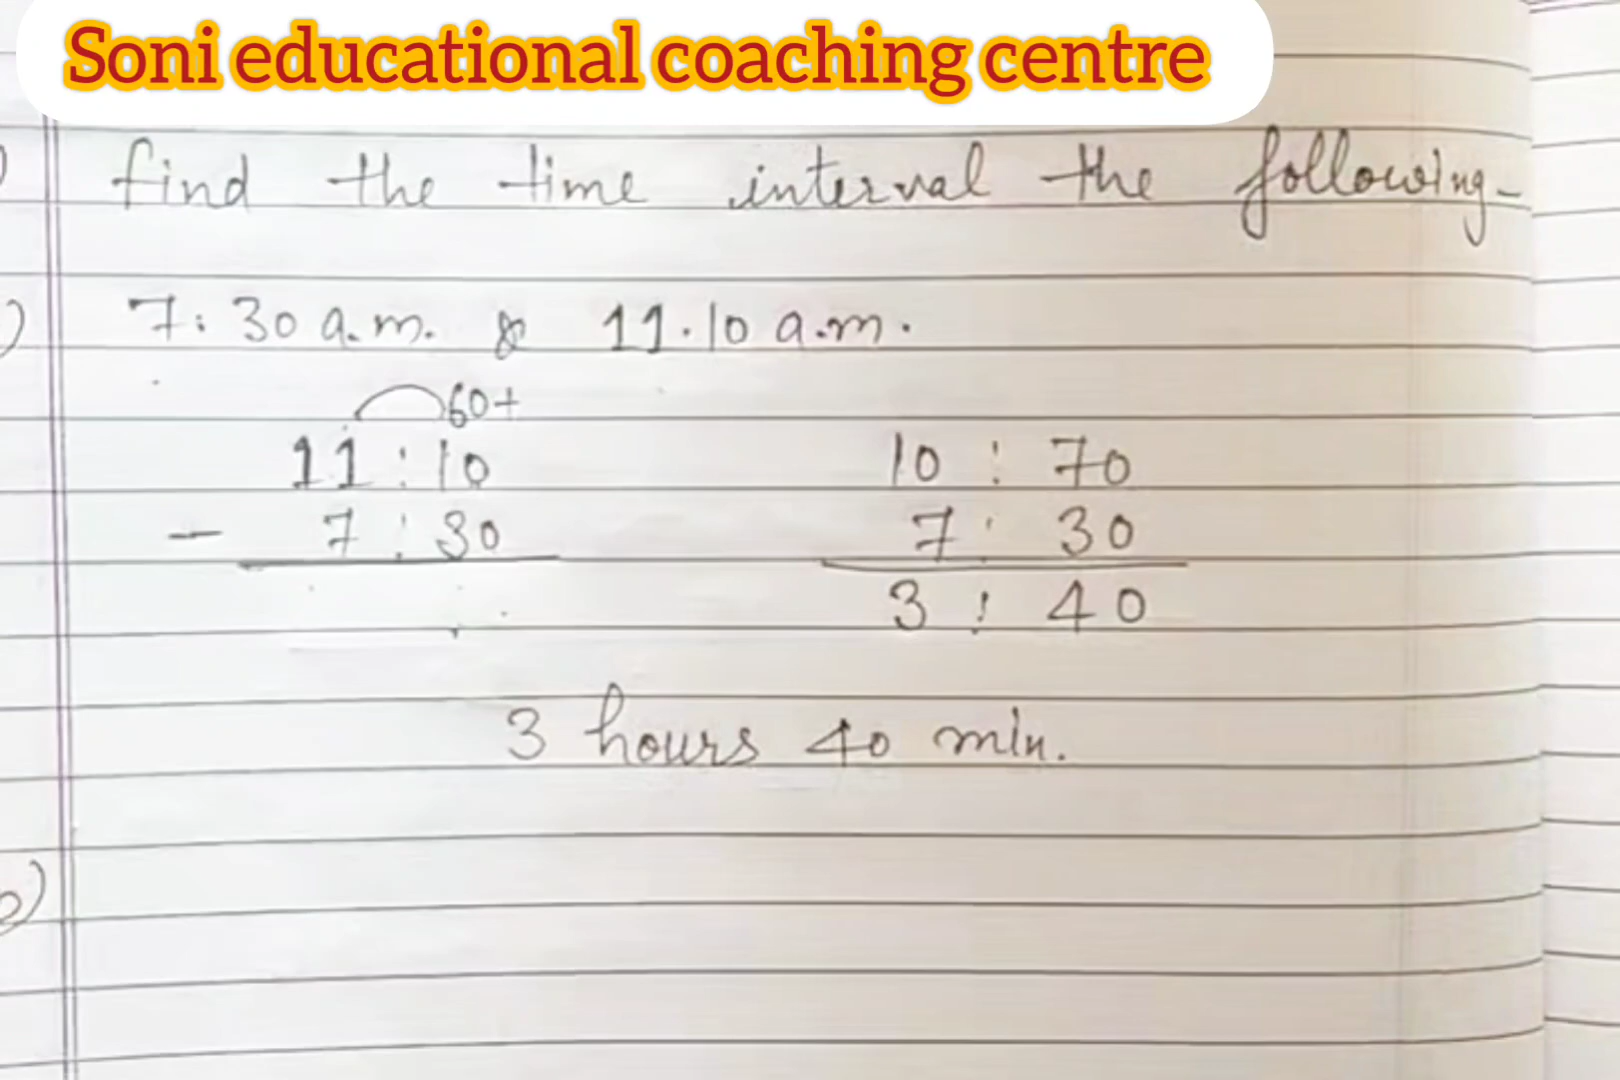 Soni educational coaching centre
) find the time interval the following-
) 7:30 a.m. & 11.10 a.m.
60+
11:10 10:70
- 7:30 7:30
3:40
3 hours 40 min.
b)